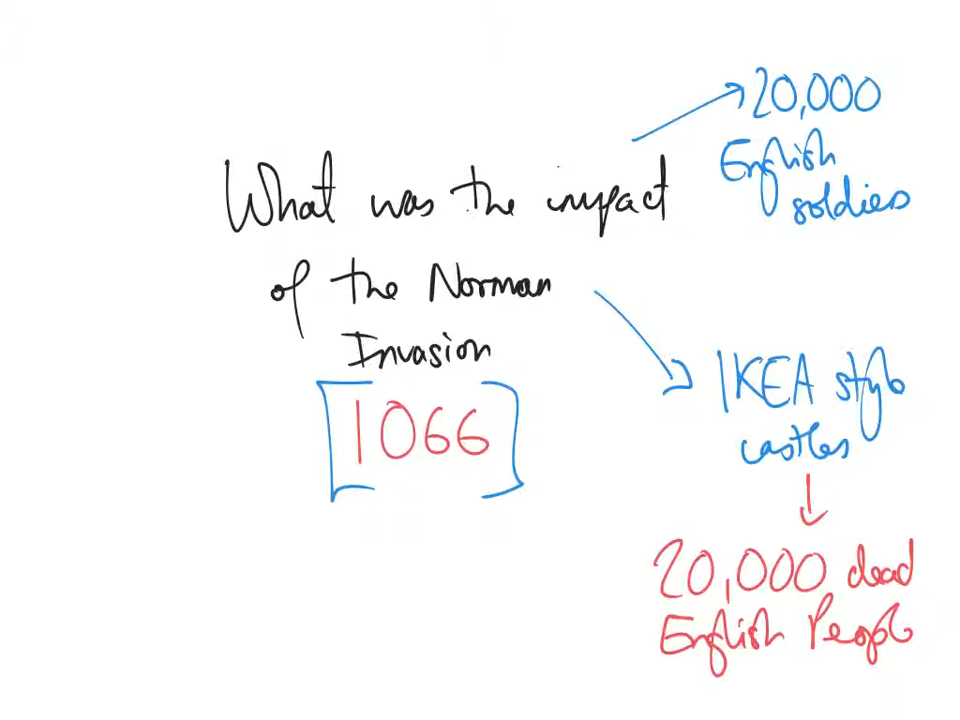 What was the impact
of the Norman
Invasion
[1066]
20,000
English
soldiers
IKEA style
castles
20,000 dead
English People